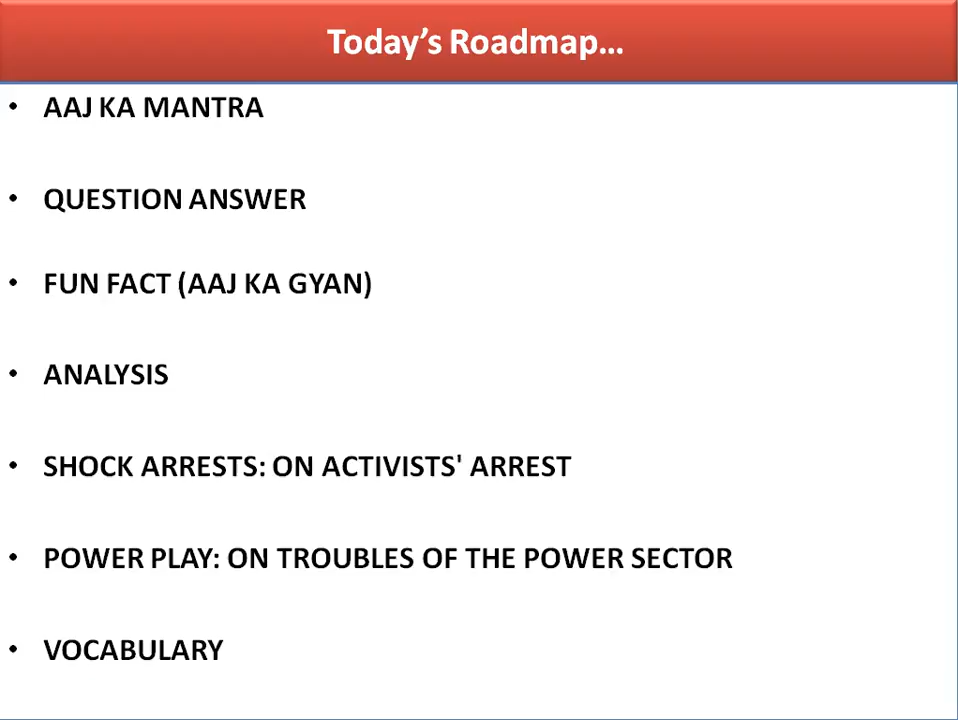 Today’s Roadmap…
• AAJ KA MANTRA
• QUESTION ANSWER
• FUN FACT (AAJ KA GYAN)
• ANALYSIS
• SHOCK ARRESTS: ON ACTIVISTS' ARREST
• POWER PLAY: ON TROUBLES OF THE POWER SECTOR
• VOCABULARY